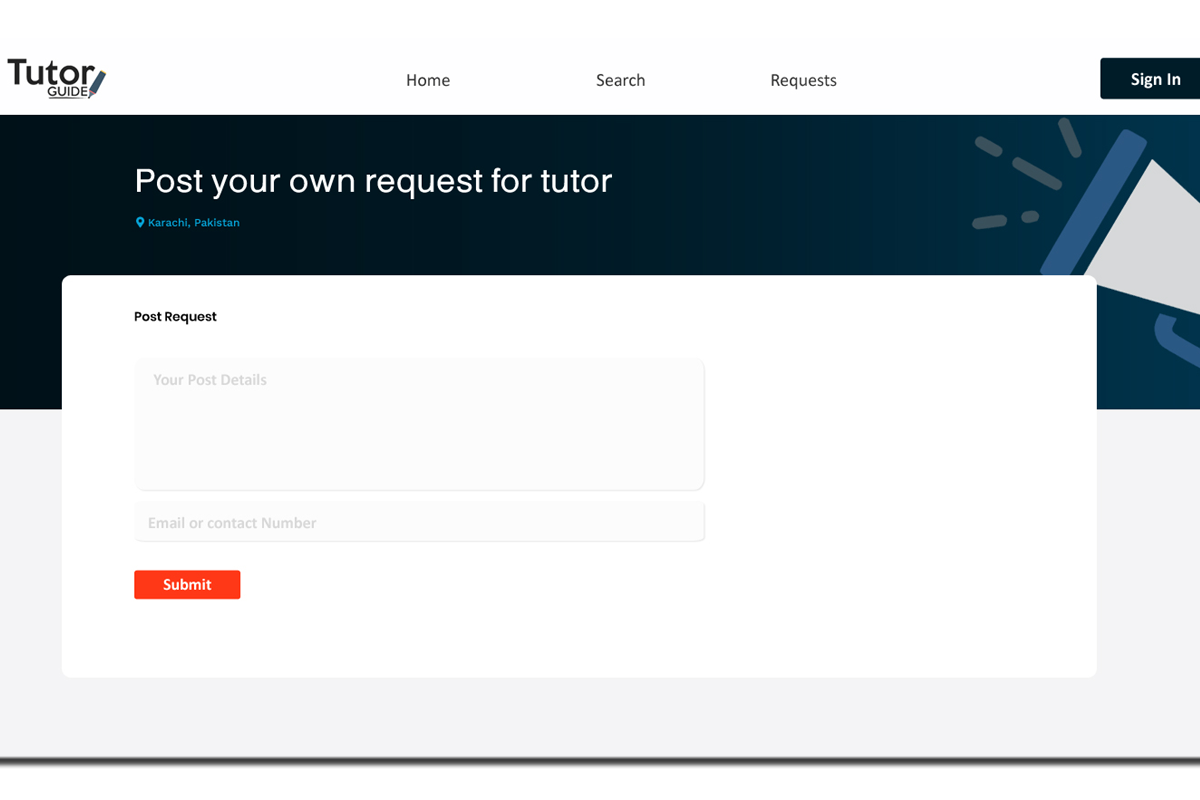 Tutor
GUIDE
Home
Search
Requests
Sign In
Post your own request for tutor
Karachi, Pakistan
Post Request
Your Post Details
Email or contact Number
Submit